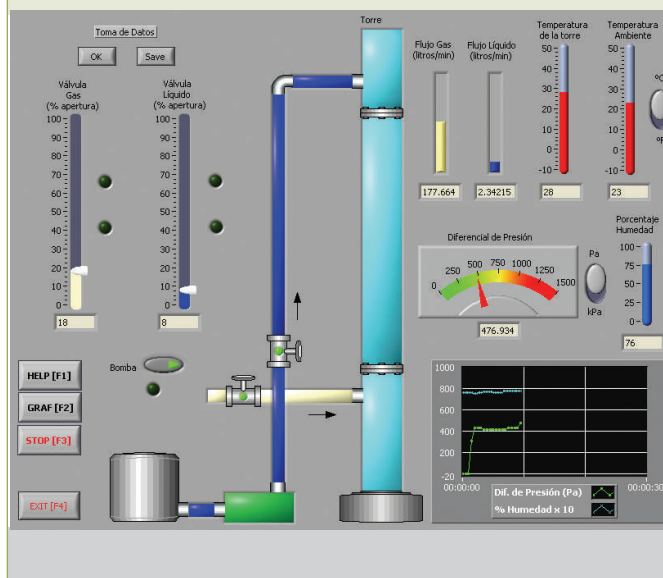 Toma de Datos
OK
Save
Válvula
Gas
(% apertura)
100
90
80
70
60
50
40
30
20
10
0
18
Válvula
Líquido
(% apertura)
100
90
80
70
60
50
40
30
20
10
0
8
HELP [F1]
GRAF [F2]
STOP [F3]
EXIT [F4]
Bomba
Torre
Flujo Gas
(litros/min)
177.664
Flujo Líquido
(litros/min)
2.34215
Temperatura
de la torre
50
40
30
20
10
0
-10
28
Temperatura
Ambiente
50
40
30
20
10
0
-10
23
ºC
ºF
Diferencial de Presión
0
250
500
750
1000
1250
1500
476.934
Pa
kPa
Porcentaje
Humedad
100
75
50
25
0
76
1000
800
600
400
200
-20
00:00:00
00:00:30
Dif. de Presión (Pa)
% Humedad x 10